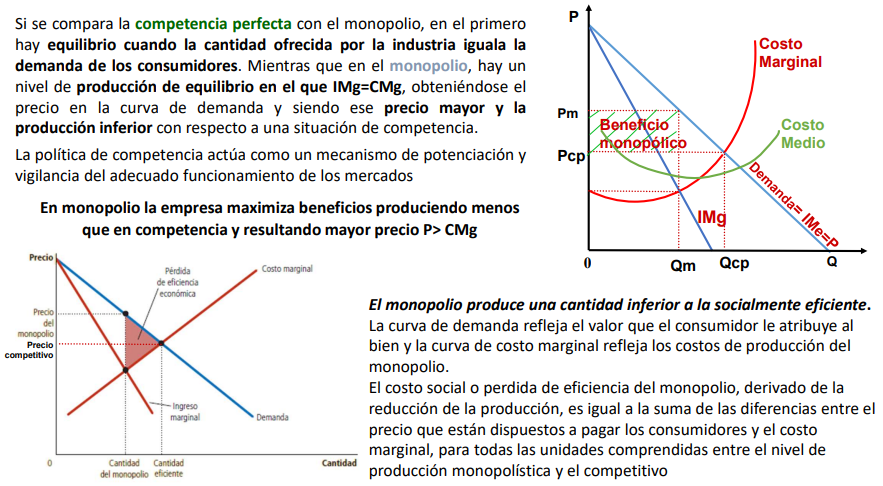 Si se compara la competencia perfecta con el monopolio, en el primero
hay equilibrio cuando la cantidad ofrecida por la industria iguala la
demanda de los consumidores. Mientras que en el monopolio, hay un
nivel de producción de equilibrio en el que IMg=CMg, obteniéndose el
precio en la curva de demanda y siendo ese precio mayor y la
producción inferior con respecto a una situación de competencia.
La política de competencia actúa como un mecanismo de potenciación y
vigilancia del adecuado funcionamiento de los mercados
En monopolio la empresa maximiza beneficios produciendo menos
que en competencia y resultando mayor precio P> CMg
P
Costo
Marginal
Pm
Beneficio
monopólico
Costo
Medio
Pcp
Demanda= IMe=P
IMg
0
Qm
Qcp
Q
Precio
Pérdida
de eficiencia
económica
Costo marginal
Precio
del
monopolio
Precio
competitivo
Ingreso
marginal
Demanda
0
Cantidad
del monopolio
Cantidad
eficiente
Cantidad
El monopolio produce una cantidad inferior a la socialmente eficiente.
La curva de demanda refleja el valor que el consumidor le atribuye al
bien y la curva de costo marginal refleja los costos de producción del
monopolio.
El costo social o perdida de eficiencia del monopolio, derivado de la
reducción de la producción, es igual a la suma de las diferencias entre el
precio que están dispuestos a pagar los consumidores y el costo
marginal, para todas las unidades comprendidas entre el nivel de
producción monopolística y el competitivo